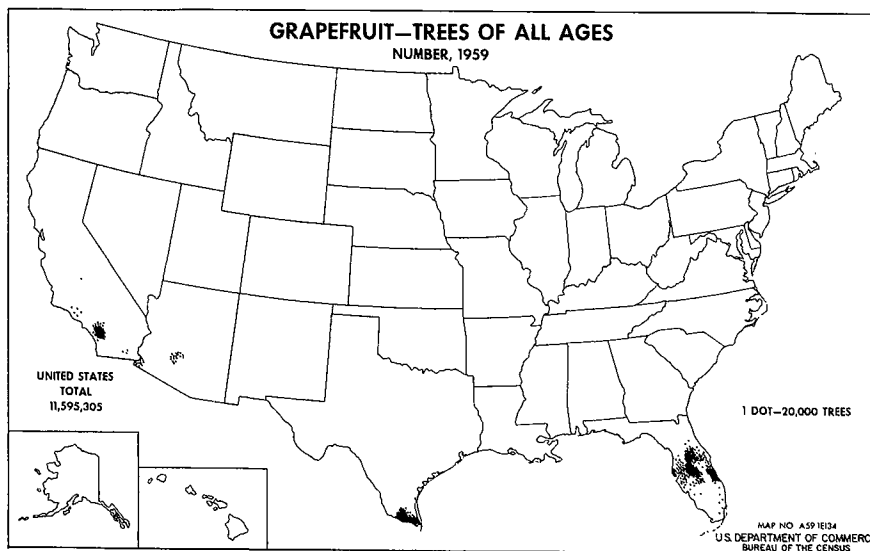 GRAPEFRUIT—TREES OF ALL AGES
NUMBER, 1959
UNITED STATES
TOTAL
11,595,305
1 DOT—20,000 TREES
MAP NO. A59 1E134
U.S. DEPARTMENT OF COMMERC
BUREAU OF THE CENSUS